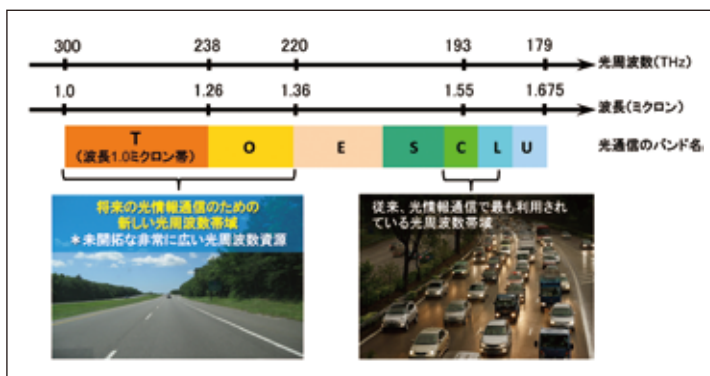 300 238 220 193 179 光周波数(THz)
1.0 1.26 1.36 1.55 1.675 波長(ミクロン)
T O E S C L U 光通信のバンド名
(波長1.0ミクロン帯)
将来の光情報通信のための
新しい光周波数帯域
*未開拓な非常に広い光周波数資源
従来、光情報通信で最も利用され
ている光周波数帯域